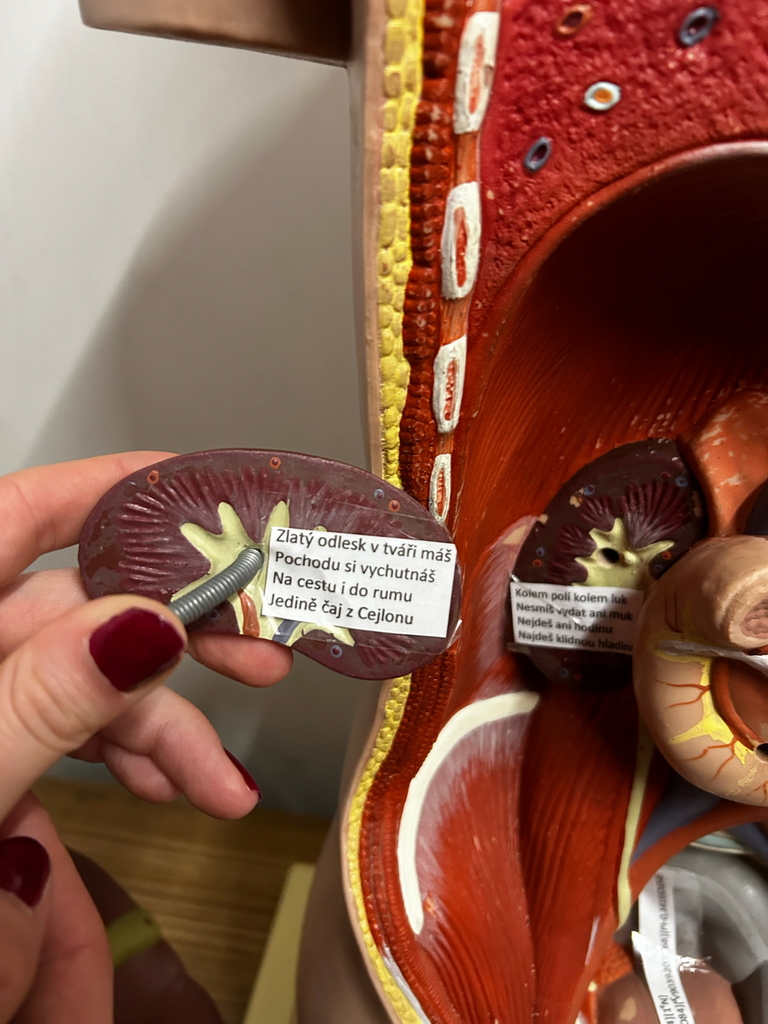 Zlatý odlesk v tváři máš
Pochodu si vychutnáš
Na cestu i do rumu
Jedině čaj z Cejlonu
Kolem polí kolem luk
Nesmíš vydat ani muk
Nejdeš ani hodinu
Najdeš klidnou hladinu